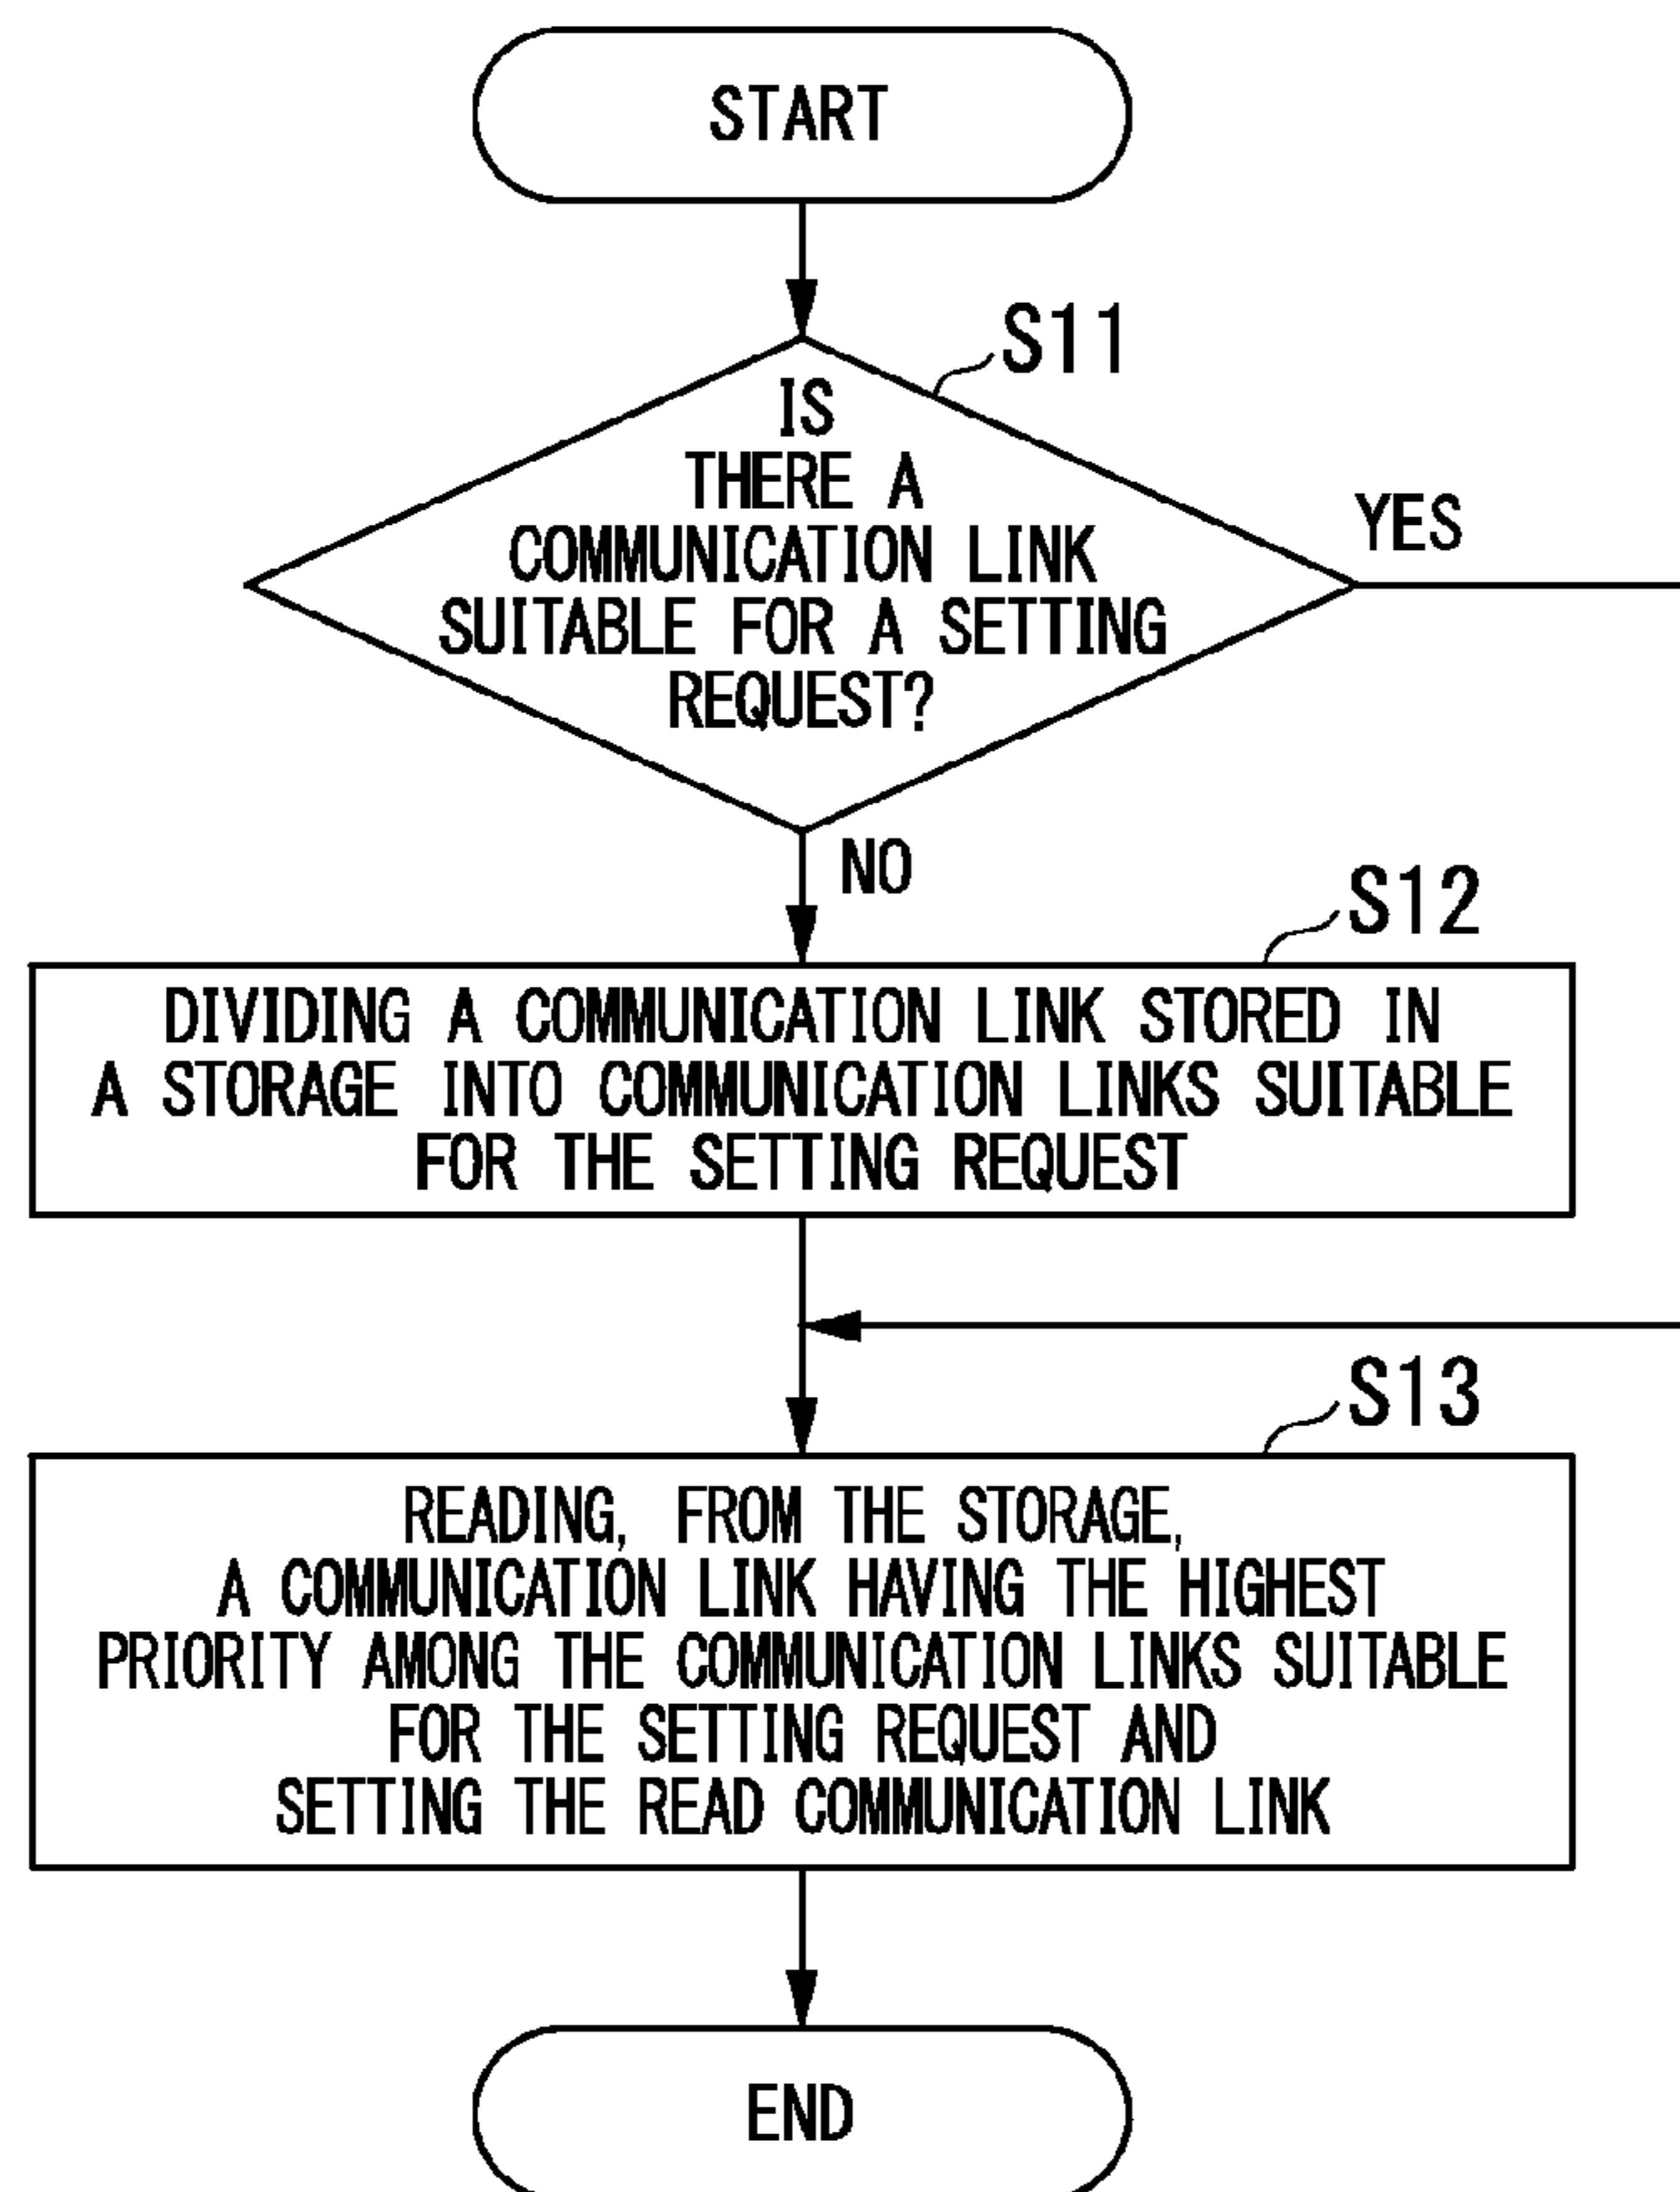 START
S11
IS
THERE A
COMMUNICATION LINK
SUITABLE FOR A SETTING
REQUEST?
YES
NO
S12
DIVIDING A COMMUNICATION LINK STORED IN
A STORAGE INTO COMMUNICATION LINKS SUITABLE
FOR THE SETTING REQUEST
S13
READING, FROM THE STORAGE,
A COMMUNICATION LINK HAVING THE HIGHEST
PRIORITY AMONG THE COMMUNICATION LINKS SUITABLE
FOR THE SETTING REQUEST AND
SETTING THE READ COMMUNICATION LINK
END